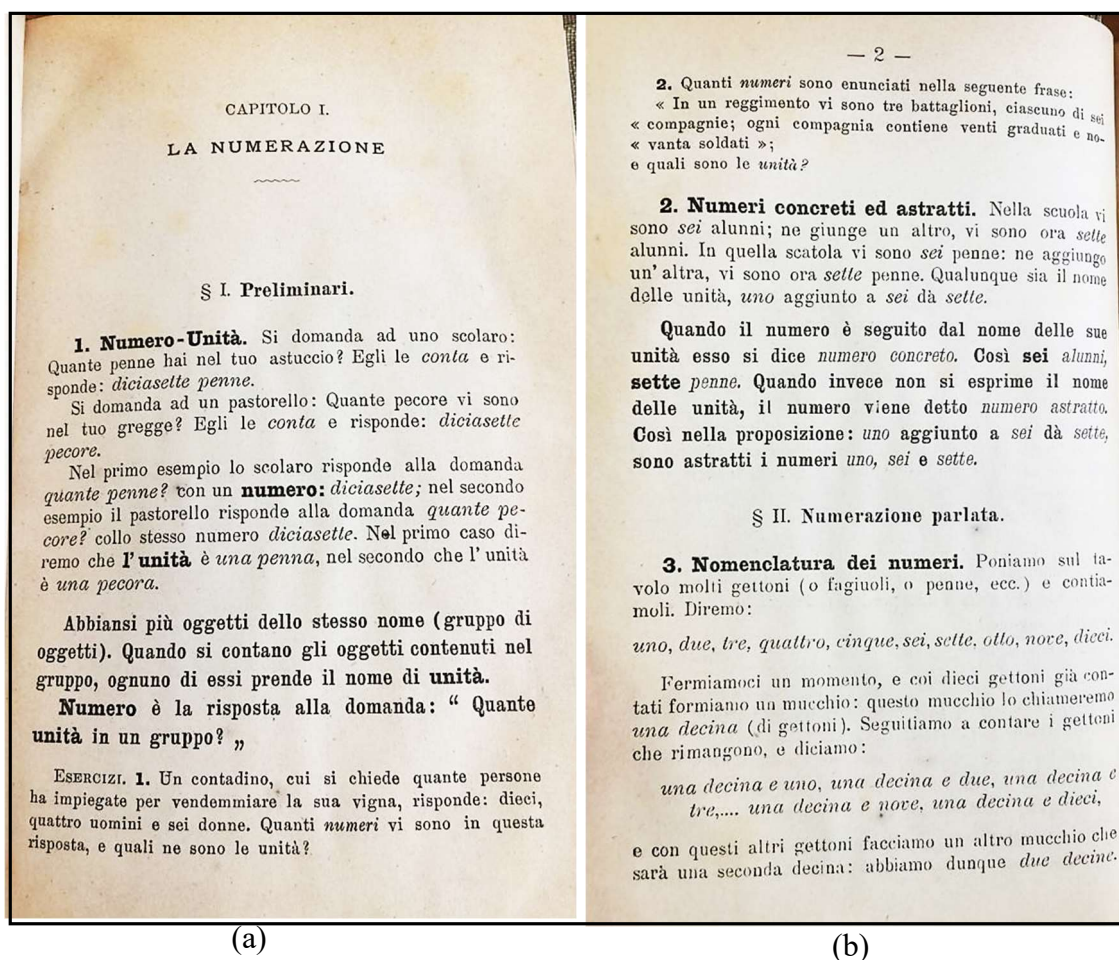 CAPITOLO I.
LA NUMERAZIONE
§ I. Preliminari.
1. Numero-Unità. Si domanda ad uno scolaro:
Quante penne hai nel tuo astuccio? Egli le conta e ri-
sponde: diciasette penne.
Si domanda ad un pastorello: Quante pecore vi sono
nel tuo gregge? Egli le conta e risponde: diciasette
pecore.
Nel primo esempio lo scolaro risponde alla domanda
quante penne? con un numero: diciasette; nel secondo
esempio il pastorello risponde alla domanda quante pe-
core? collo stesso numero diciasette. Nel primo caso di-
remo che l'unità è una penna, nel secondo che l'unità
è una pecora.
Abbiansi più oggetti dello stesso nome (gruppo di
oggetti). Quando si contano gli oggetti contenuti nel
gruppo, ognuno di essi prende il nome di unità.
Numero è la risposta alla domanda: “ Quante
unità in un gruppo? „
ESERCIZI. 1. Un contadino, cui si chiede quante persone
ha impiegate per vendemmiare la sua vigna, risponde: dieci,
quattro uomini e sei donne. Quanti numeri vi sono in questa
risposta, e quali ne sono le unità?
(a)
— 2 —
2. Quanti numeri sono enunciati nella seguente frase:
« In un reggimento vi sono tre battaglioni, ciascuno di sei
« compagnie; ogni compagnia contiene venti graduati e no-
« vanta soldati »;
e quali sono le unità?
2. Numeri concreti ed astratti. Nella scuola vi
sono sei alunni; ne giunge un altro, vi sono ora sette
alunni. In quella scatola vi sono sei penne: ne aggiungo
un' altra, vi sono ora sette penne. Qualunque sia il nome
delle unità, uno aggiunto a sei dà sette.
Quando il numero è seguito dal nome delle sue
unità esso si dice numero concreto. Così sei alunni,
sette penne. Quando invece non si esprime il nome
delle unità, il numero viene detto numero astratto.
Così nella proposizione: uno aggiunto a sei dà sette,
sono astratti i numeri uno, sei e sette.
§ II. Numerazione parlata.
3. Nomenclatura dei numeri. Poniamo sul ta-
volo molti gettoni (o fagiuoli, o penne, ecc.) e contia-
moli. Diremo:
uno, due, tre, quattro, cinque, sei, sette, otto, nove, dieci.
Fermiamoci un momento, e coi dieci gettoni già con-
tati formiamo un mucchio: questo mucchio lo chiameremo
una decina (di gettoni). Seguitiamo a contare i gettoni
che rimangono, e diciamo:
una decina e uno, una decina e due, una decina e
tre,.... una decina e nove, una decina e dieci,
e con questi altri gettoni facciamo un altro mucchio che
sarà una seconda decina: abbiamo dunque due decine.
(b)